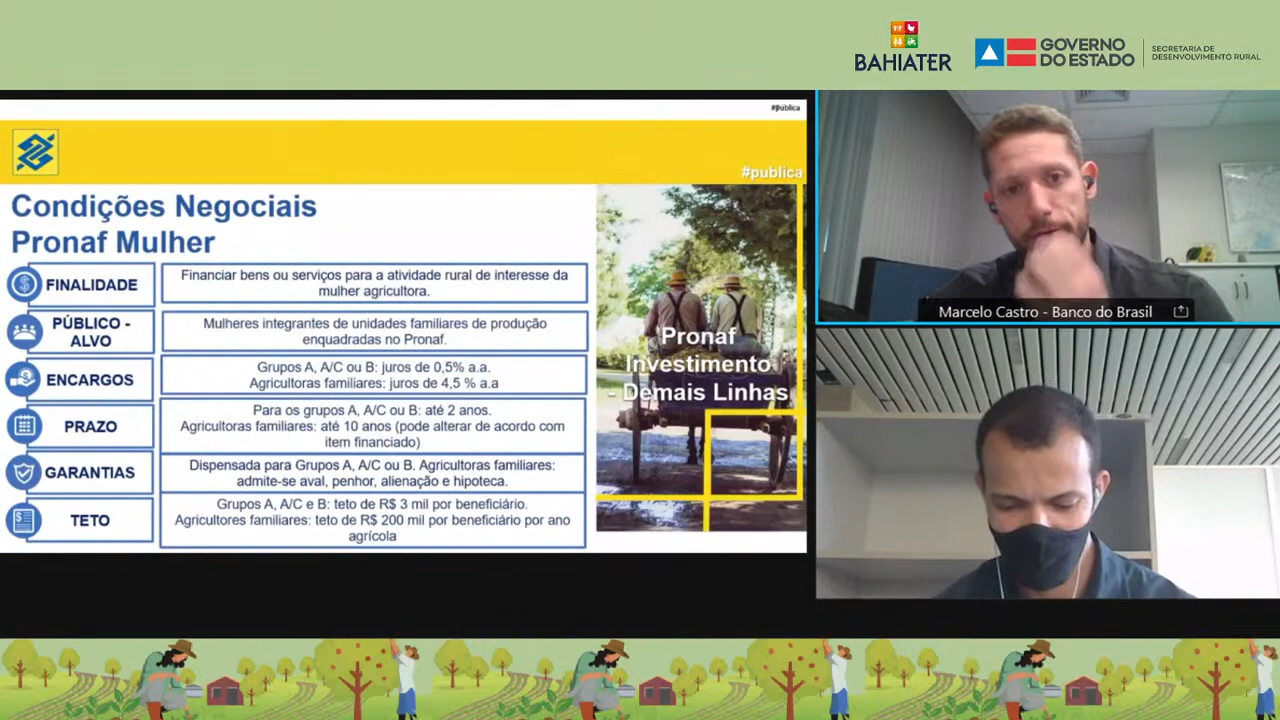 BAHIATER
GOVERNO
DO ESTADO
SECRETARIA DE
DESENVOLVIMENTO RURAL
#pública
#publica
Condições Negociais
Pronaf Mulher
FINALIDADE
Financiar bens ou serviços para a atividade rural de interesse da
mulher agricultora.
PÚBLICO -
ALVO
Mulheres integrantes de unidades familiares de produção
enquadradas no Pronaf.
ENCARGOS
Grupos A, A/C ou B: juros de 0,5% a.a.
Agricultoras familiares: juros de 4,5 % a.a
PRAZO
Para os grupos A, A/C ou B: até 2 anos.
Agricultoras familiares: até 10 anos (pode alterar de acordo com
item financiado)
GARANTIAS
Dispensada para Grupos A, A/C ou B. Agricultoras familiares:
admite-se aval, penhor, alienação e hipoteca.
TETO
Grupos A, A/C e B: teto de R$ 3 mil por beneficiário.
Agricultores familiares: teto de R$ 200 mil por beneficiário por ano
agrícola
Pronaf
Investimento
- Demais Linhas
Marcelo Castro - Banco do Brasil